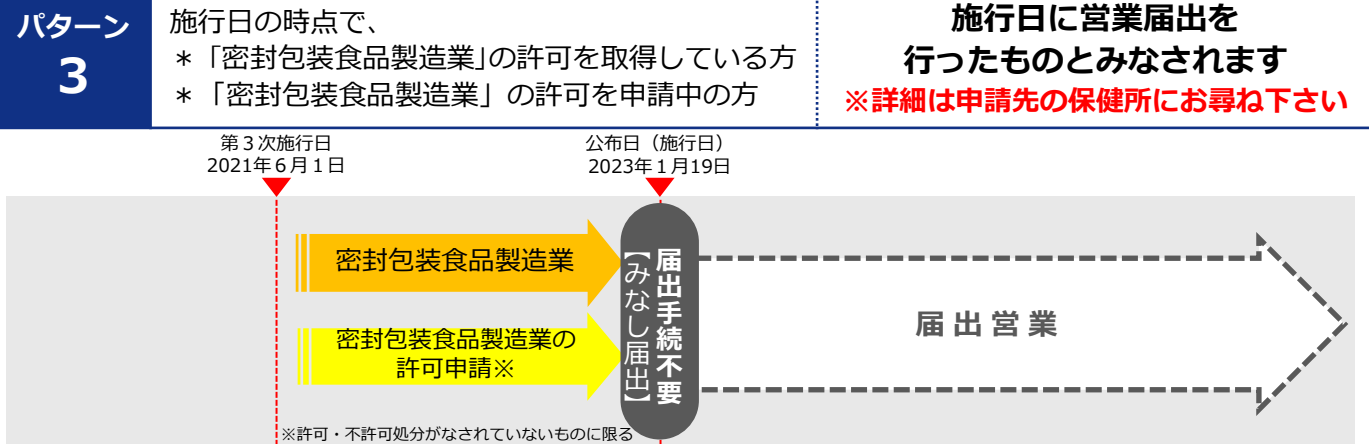 パターン
3
施行日の時点で、
＊「密封包装食品製造業」の許可を取得している方
＊「密封包装食品製造業」の許可を申請中の方
施行日に営業届出を
行ったものとみなされます
※詳細は申請先の保健所にお尋ね下さい
第３次施行日
2021年６月１日
公布日（施行日）
2023年１月19日
密封包装食品製造業
密封包装食品製造業の
許可申請※
届出手続不要
【みなし届出】
届出営業
※許可・不許可処分がなされていないものに限る